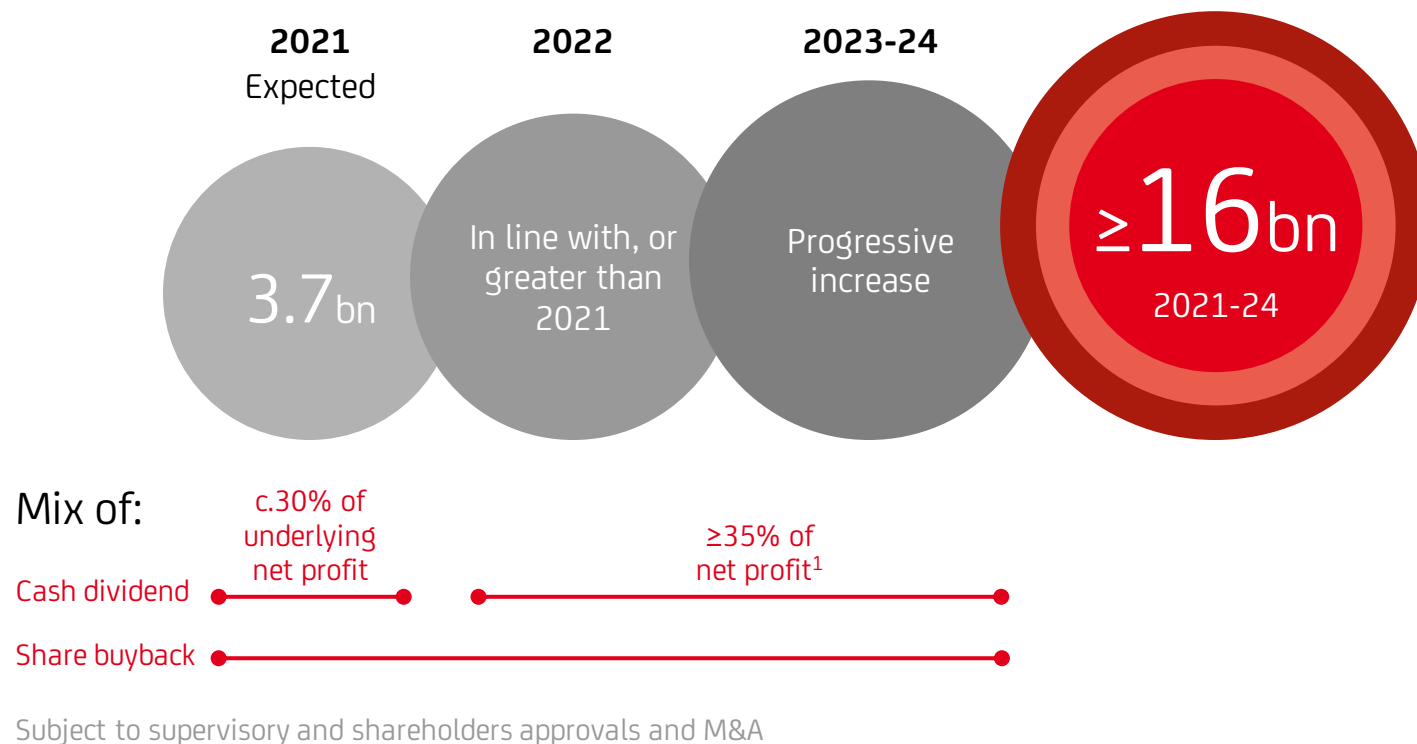 2021
Expected
2022
2023-24
3.7bn
In line with, or
greater than
2021
Progressive
increase
≥16bn
2021-24
Mix of:
c.30% of
underlying
net profit
≥35% of
net profit¹
Cash dividend
Share buyback
Subject to supervisory and shareholders approvals and M&A